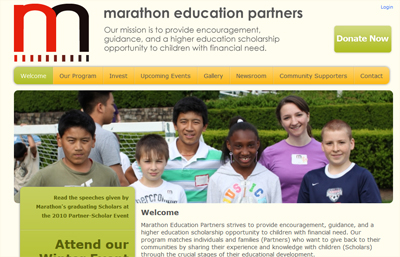 Login
marathon education partners
Our mission is to provide encouragement,
guidance, and a higher education scholarship
opportunity to children with financial need.
Donate Now
Welcome Our Program Invest Upcoming Events Gallery Newsroom Community Supporters Contact
Read the speeches given by
Marathon's graduating Scholars at
the 2010 Partner-Scholar Event
Attend our
Welcome
Marathon Education Partners strives to provide encouragement, guidance, and a
higher education scholarship opportunity to children with financial need. Our
program matches individuals and families (Partners) who want to give back to their
communities by sharing their experience and knowledge with children (Scholars)
through the crucial stages of their educational development.